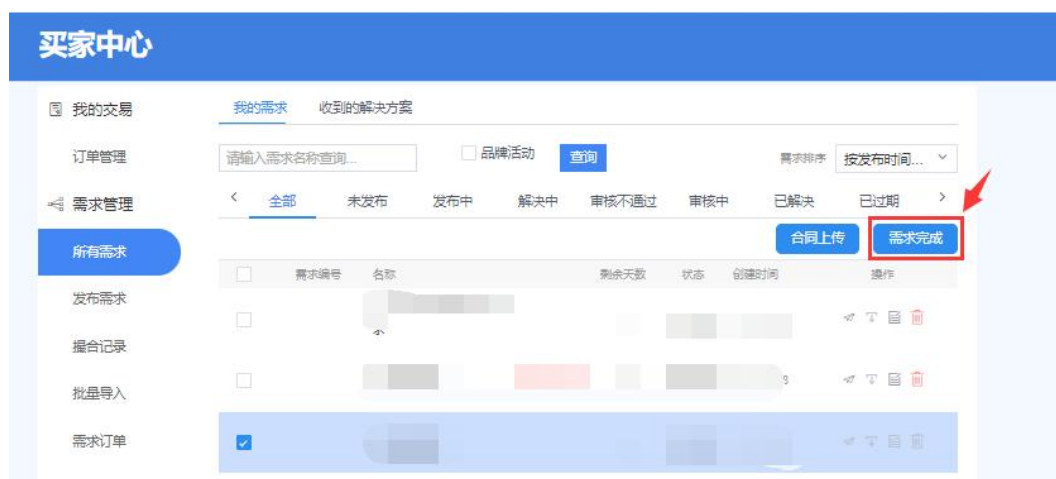 买家中心
我的交易
订单管理
需求管理
所有需求
发布需求
撮合记录
批量导入
需求订单
我的需求 收到的解决方案
请输入需求名称查询... 品牌活动 查询 需求排序 按发布时间...
全部 未发布 发布中 解决中 审核不通过 审核中 已解决 已过期
合同上传 需求完成
需求编号 名称 剩余天数 状态 创建时间 操作